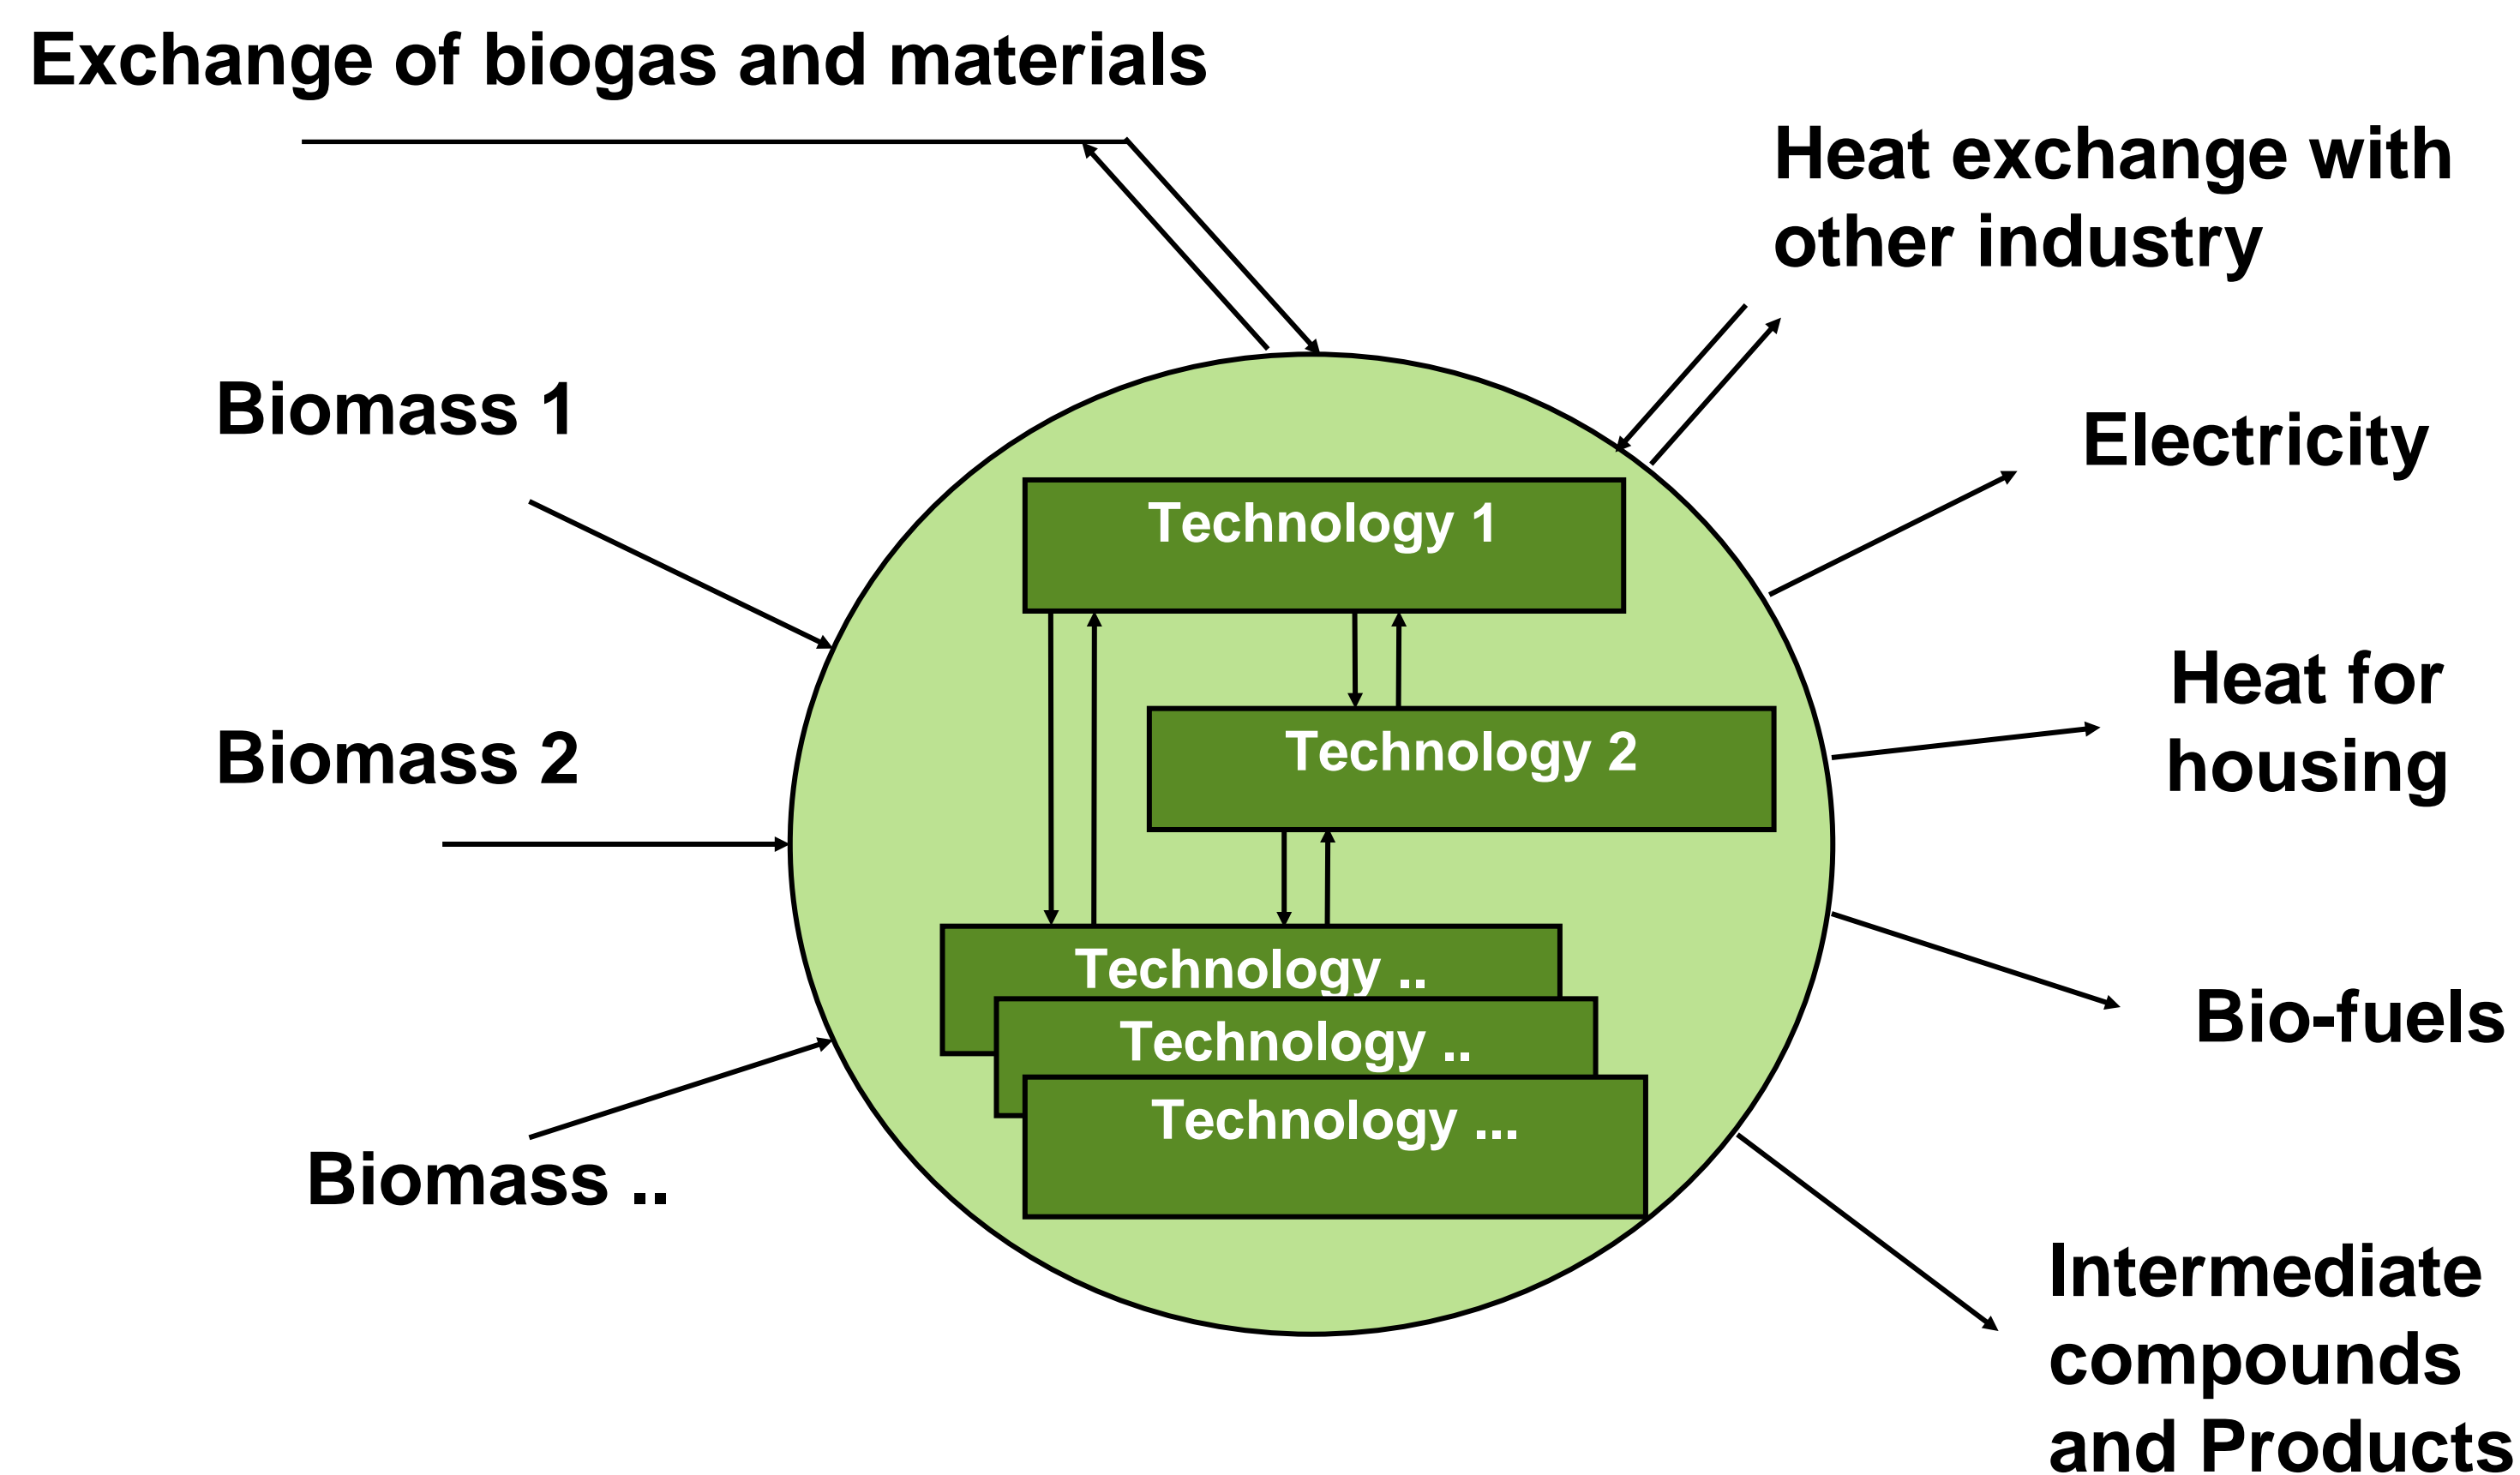 Exchange of biogas and materials
Heat exchange with
other industry
Biomass 1
Electricity
Technology 1
Heat for
housing
Biomass 2
Technology 2
Technology ..
Bio-fuels
Technology ..
Technology ...
Biomass ..
Intermediate
compounds
and Products